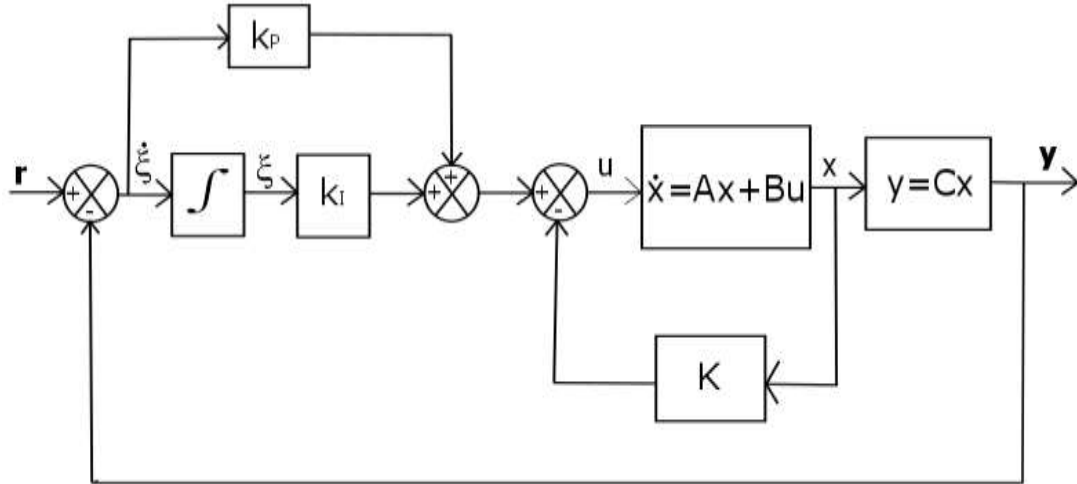 kP
ξ̇
ξ
r
+
-
∫
kI
+
+
+
-
u
ẋ=Ax+Bu
x
y=Cx
y
K